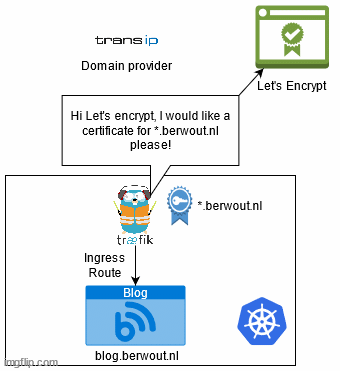 transip
Domain provider
Let's Encrypt
Hi Let's encrypt, I would like a
certificate for *.berwout.nl
please!
*.berwout.nl
træfik
Ingress
Route
Blog
blog.berwout.nl
imgflip.com